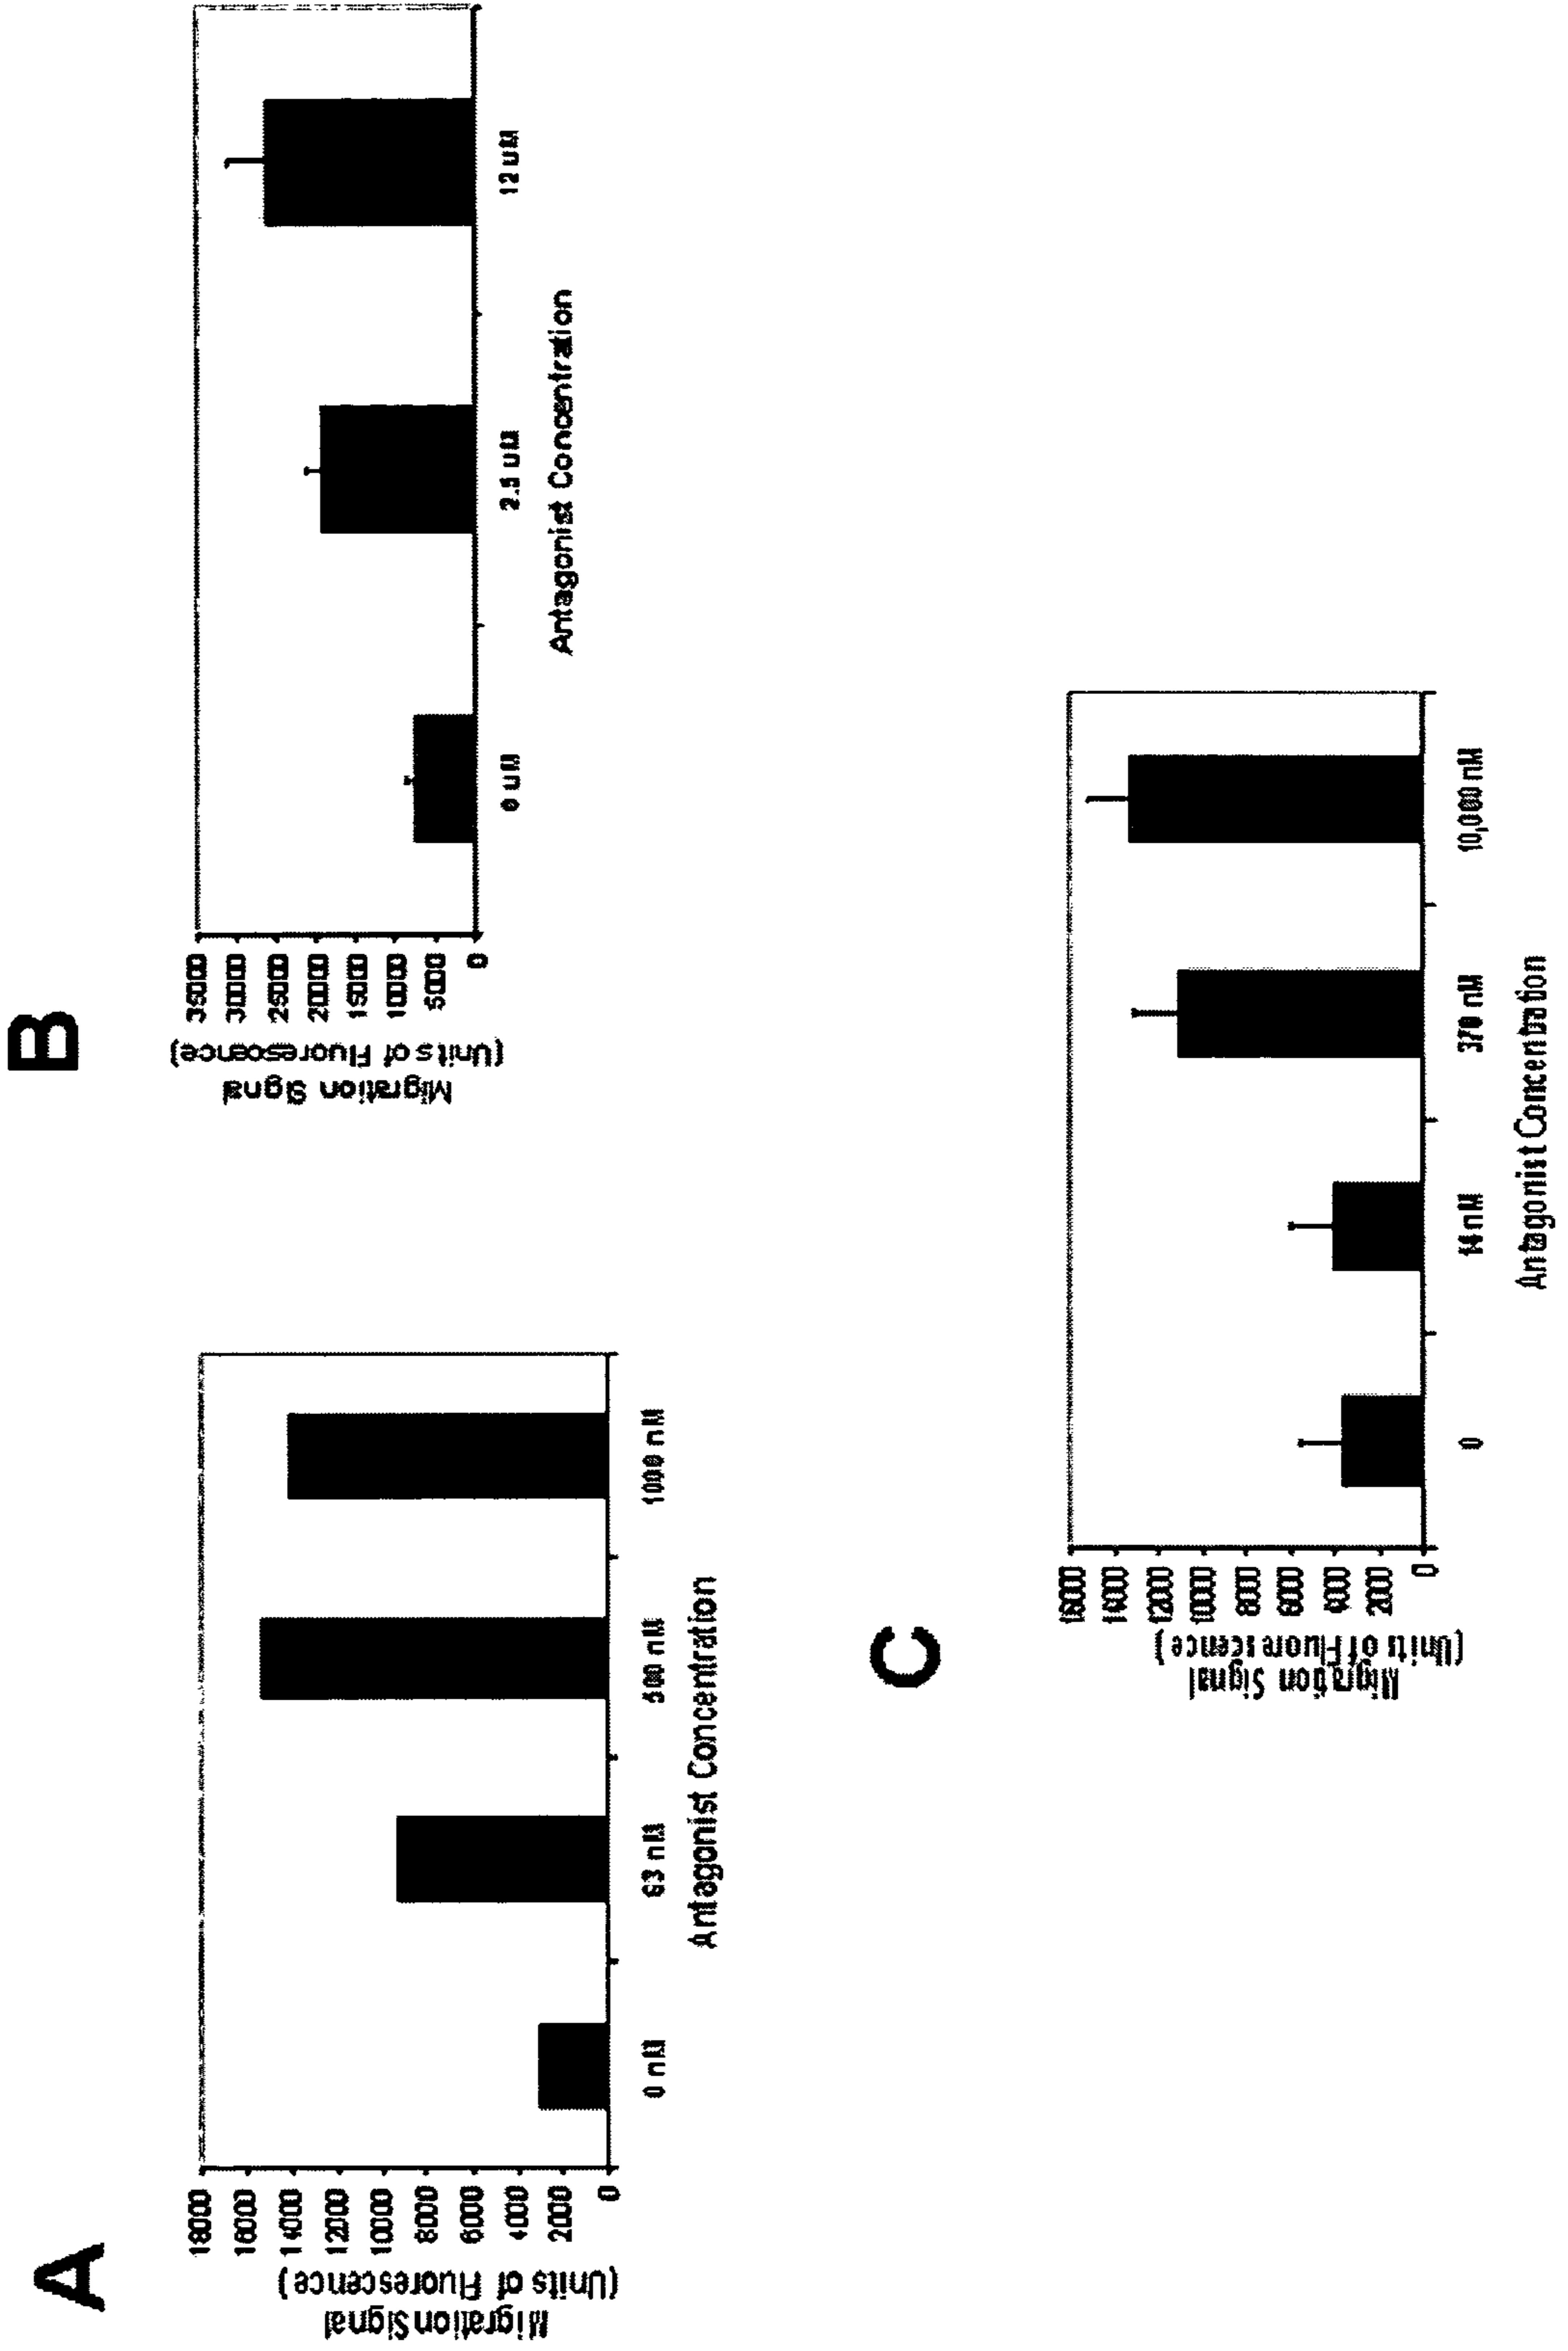 A
Migration Signal
(Units of Fluorescence)
18000
16000
14000
12000
10000
8000
6000
4000
2000
0
0 nM
63 nM
1000 nM
Antagonist Concentration
B
Migration Signal
(Units of Fluorescence)
35000
30000
25000
20000
15000
10000
5000
0
0 uM
2.5 uM
12 uM
Antagonist Concentration
C
Migration Signal
(Units of Fluorescence)
16000
14000
12000
10000
8000
6000
4000
2000
0
0
14 nM
370 nM
10,000 nM
Antagonist Concentration